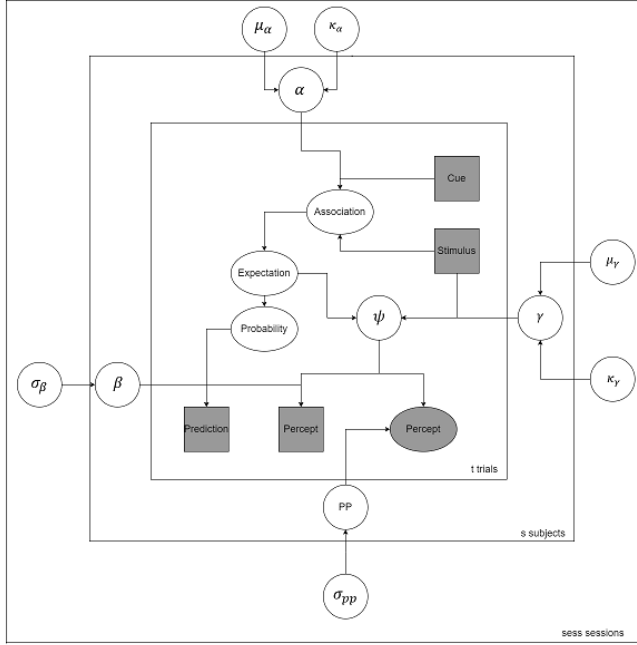 μα
κα
α
Cue
Association
Stimulus
Expectation
μγ
ψ
γ
Probability
σβ
β
κγ
Prediction
Percept
Percept
t trials
PP
s subjects
σpp
sess sessions